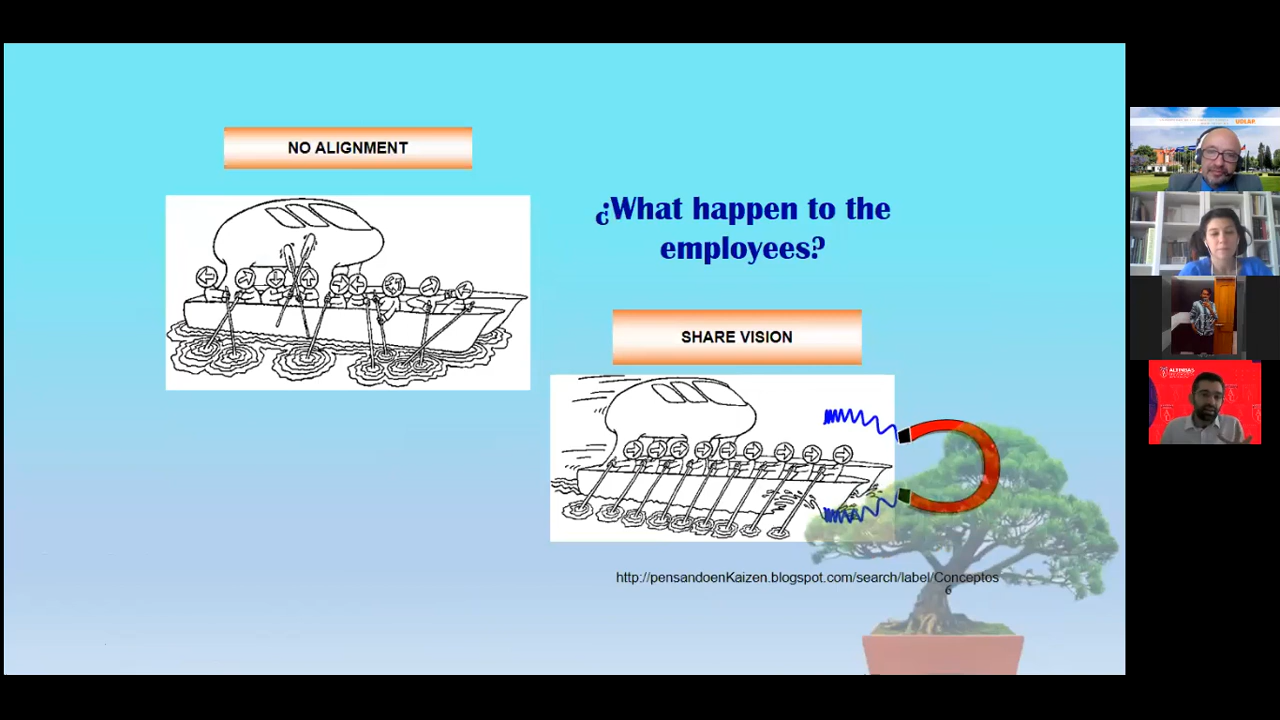 NO ALIGNMENT
¿What happen to the
employees?
SHARE VISION
http://pensandoenKaizen.blogspot.com/search/label/Conceptos
6
UDLAP